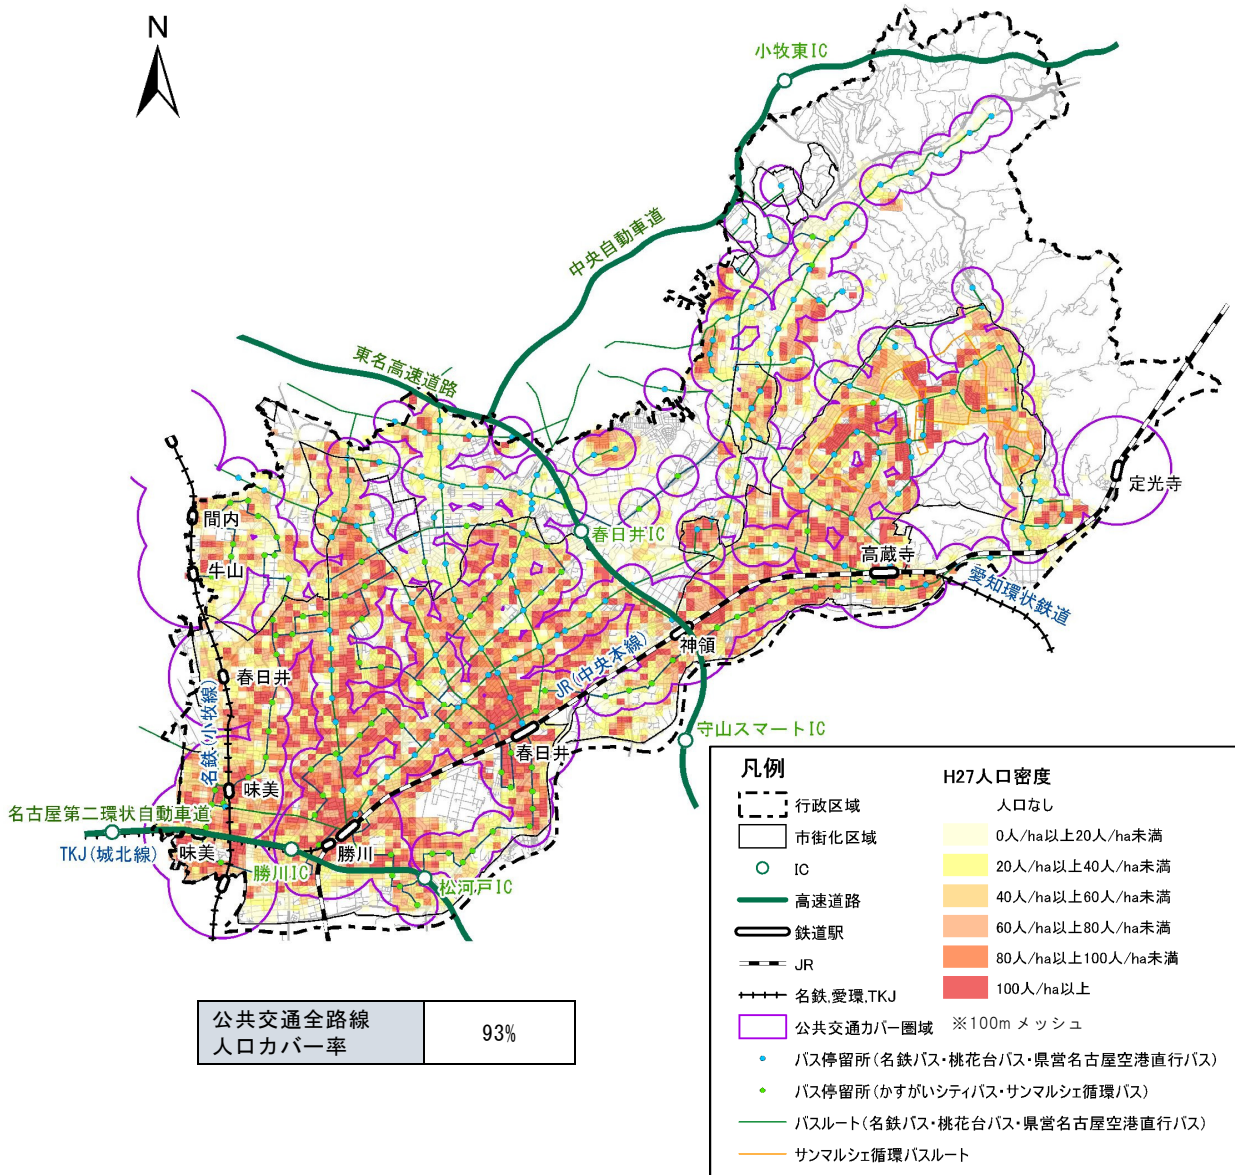 N
小牧東IC
中央自動車道
東名高速道路
定光寺
間内
春日井IC
牛山
高蔵寺
愛知環状鉄道
神領
JR(中央本線)
春日井
名鉄(小牧線)
守山スマートIC
春日井
味美
名古屋第二環状自動車道
TKJ(城北線)
味美
勝川
勝川IC
松河戸IC
公共交通全路線
人口カバー率
93%
凡例
行政区域
市街化区域
IC
高速道路
鉄道駅
JR
名鉄,愛環,TKJ
公共交通カバー圏域
バス停留所(名鉄バス・桃花台バス・県営名古屋空港直行バス)
バス停留所(かすがいシティバス・サンマルシェ循環バス)
バスルート(名鉄バス・桃花台バス・県営名古屋空港直行バス)
サンマルシェ循環バスルート
H27人口密度
人口なし
0人/ha以上20人/ha未満
20人/ha以上40人/ha未満
40人/ha以上60人/ha未満
60人/ha以上80人/ha未満
80人/ha以上100人/ha未満
100人/ha以上
※100m メッシュ